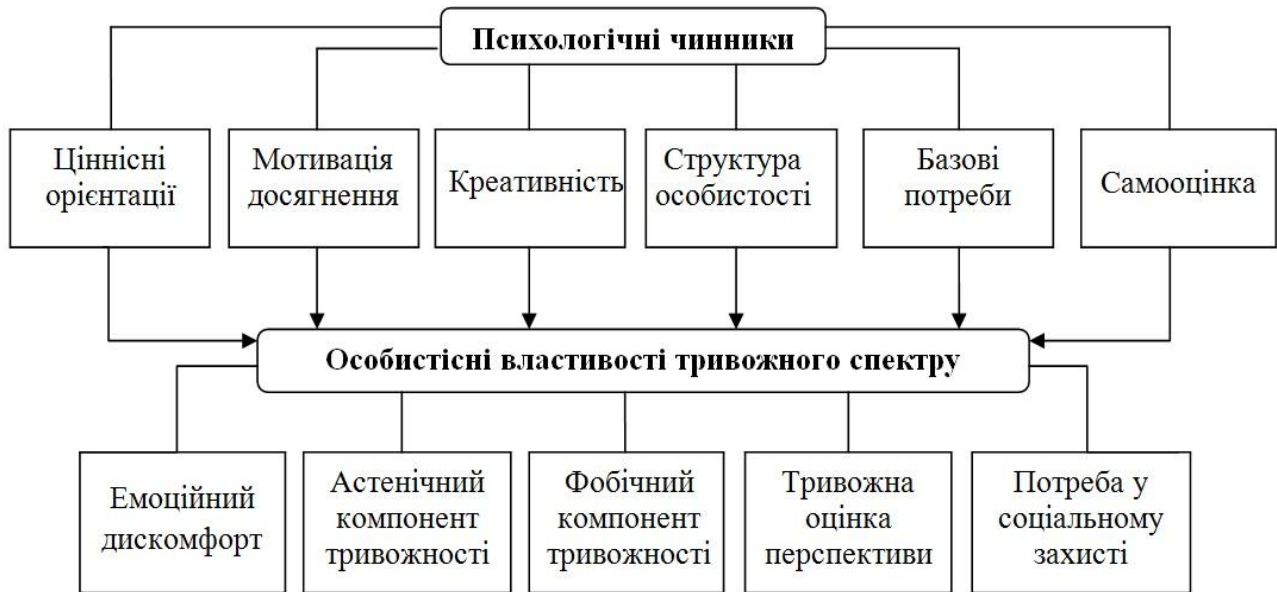 Психологічні чинники
Ціннісні
орієнтації
Мотивація
досягнення
Креативність
Структура
особистості
Базові
потреби
Самооцінка
Особистісні властивості тривожного спектру
Емоційний
дискомфорт
Астенічний
компонент
тривожності
Фобічний
компонент
тривожності
Тривожна
оцінка
перспективи
Потреба у
соціальному
захисті